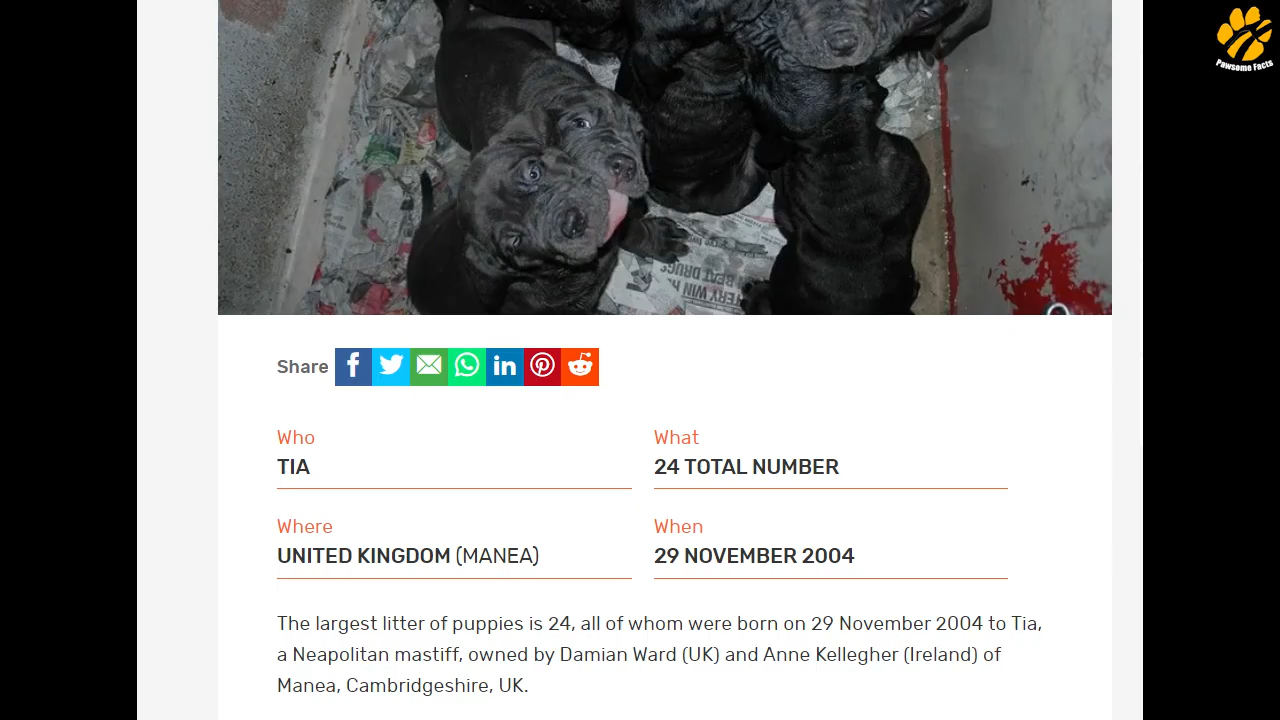 Pawsome Facts
BEAT DRUGS
Share
Who
What
TIA
24 TOTAL NUMBER
Where
When
UNITED KINGDOM (MANEA)
29 NOVEMBER 2004
The largest litter of puppies is 24, all of whom were born on 29 November 2004 to Tia,
a Neapolitan mastiff, owned by Damian Ward (UK) and Anne Kellegher (Ireland) of
Manea, Cambridgeshire, UK.